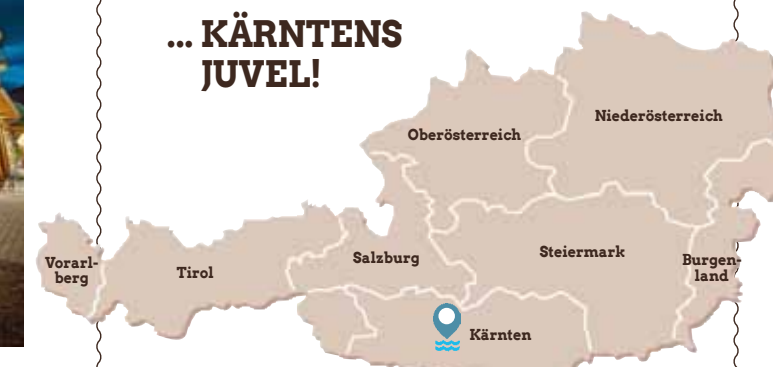 ... KÄRNTENS
JUVEL!
Niederösterreich
Oberösterreich
Steiermark
Salzburg
Burgen-
land
Vorarl-
berg
Tirol
Kärnten